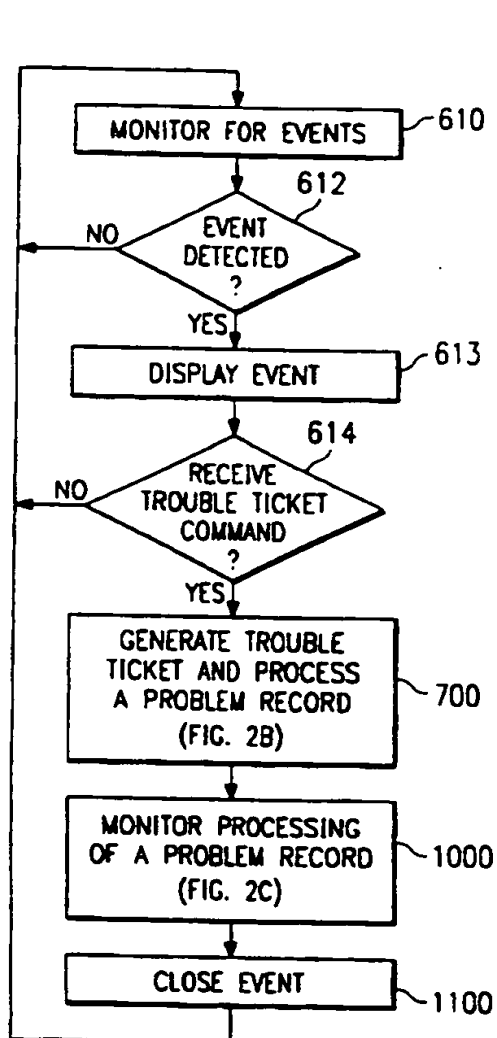 MONITOR FOR EVENTS
610
612
EVENT
DETECTED
?
NO
YES
DISPLAY EVENT
613
614
RECEIVE
TROUBLE TICKET
COMMAND
?
NO
YES
GENERATE TROUBLE
TICKET AND PROCESS
A PROBLEM RECORD
(FIG. 2B)
700
MONITOR PROCESSING
OF A PROBLEM RECORD
(FIG. 2C)
1000
CLOSE EVENT
1100